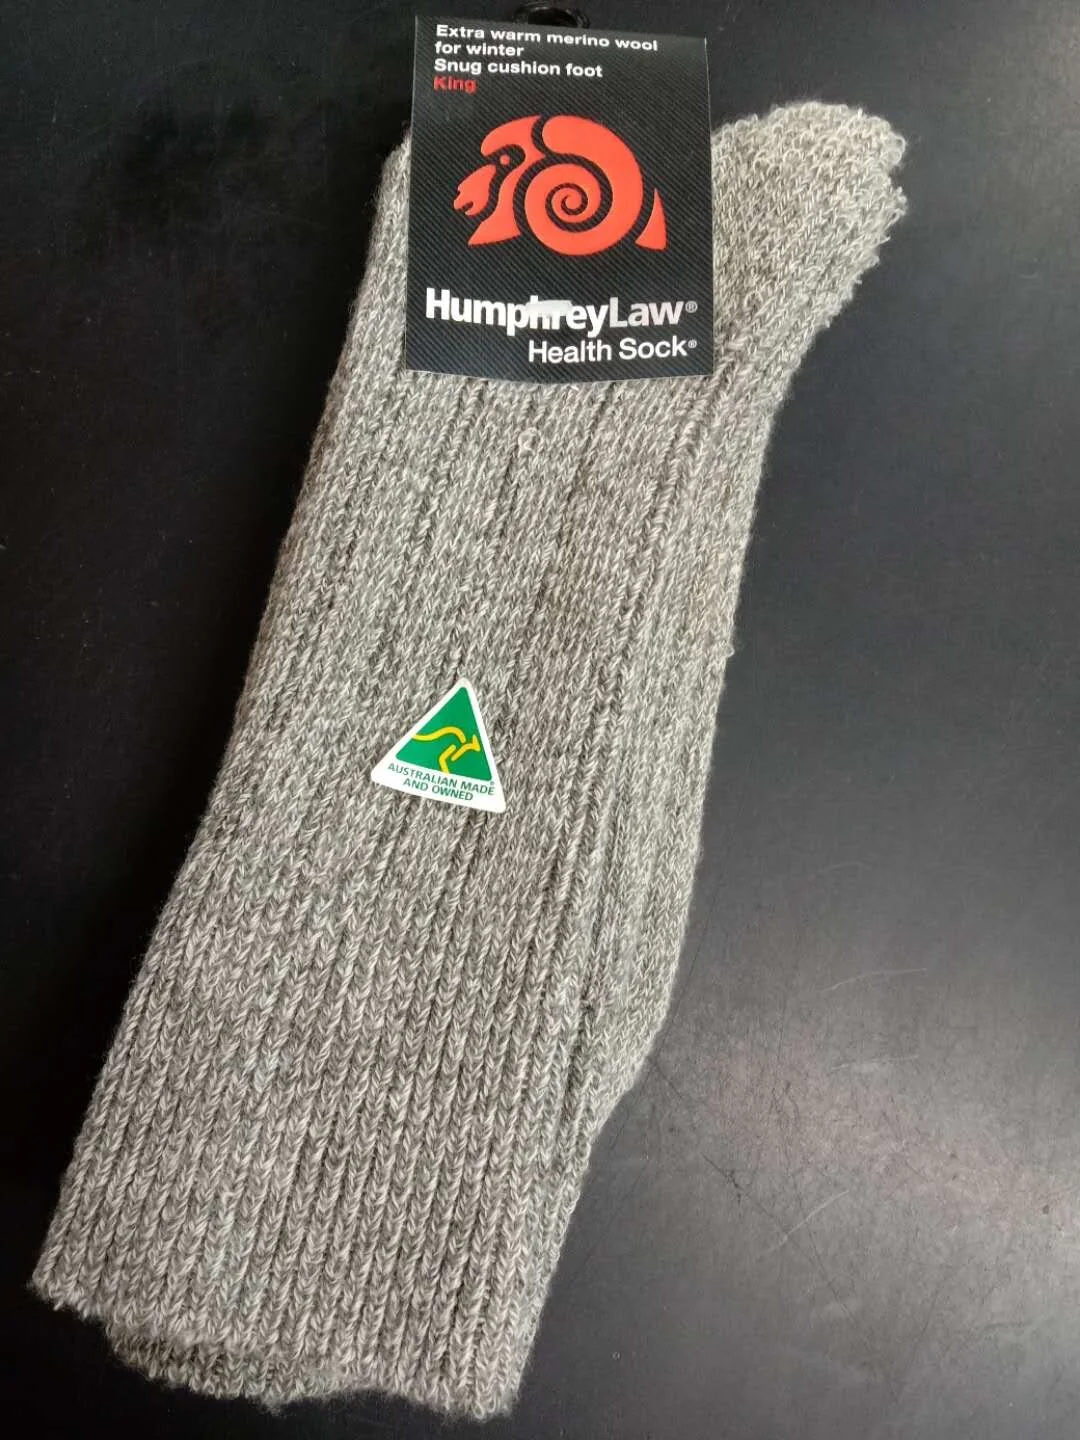 Extra warm merino wool
for winter
Snug cushion foot
King
HumphreyLaw®
Health Sock®
AUSTRALIAN MADE
AND OWNED